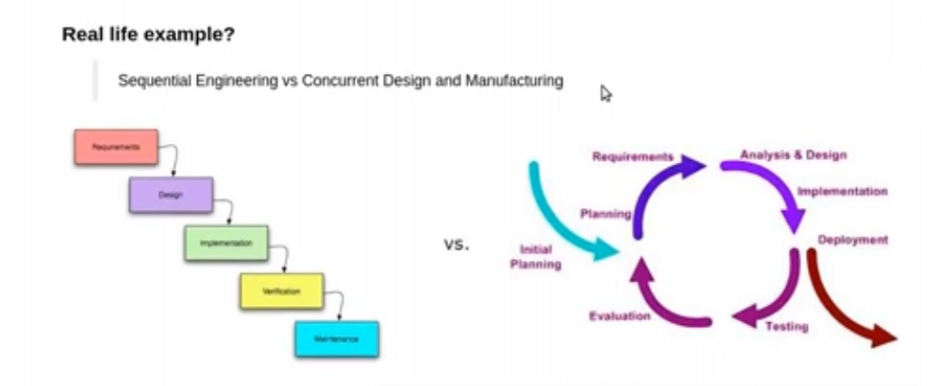 Real life example?
Sequential Engineering vs Concurrent Design and Manufacturing
Requirements
Design
Implementation
Verification
Maintenance
vs.
Initial
Planning
Planning
Requirements
Analysis & Design
Implementation
Deployment
Testing
Evaluation